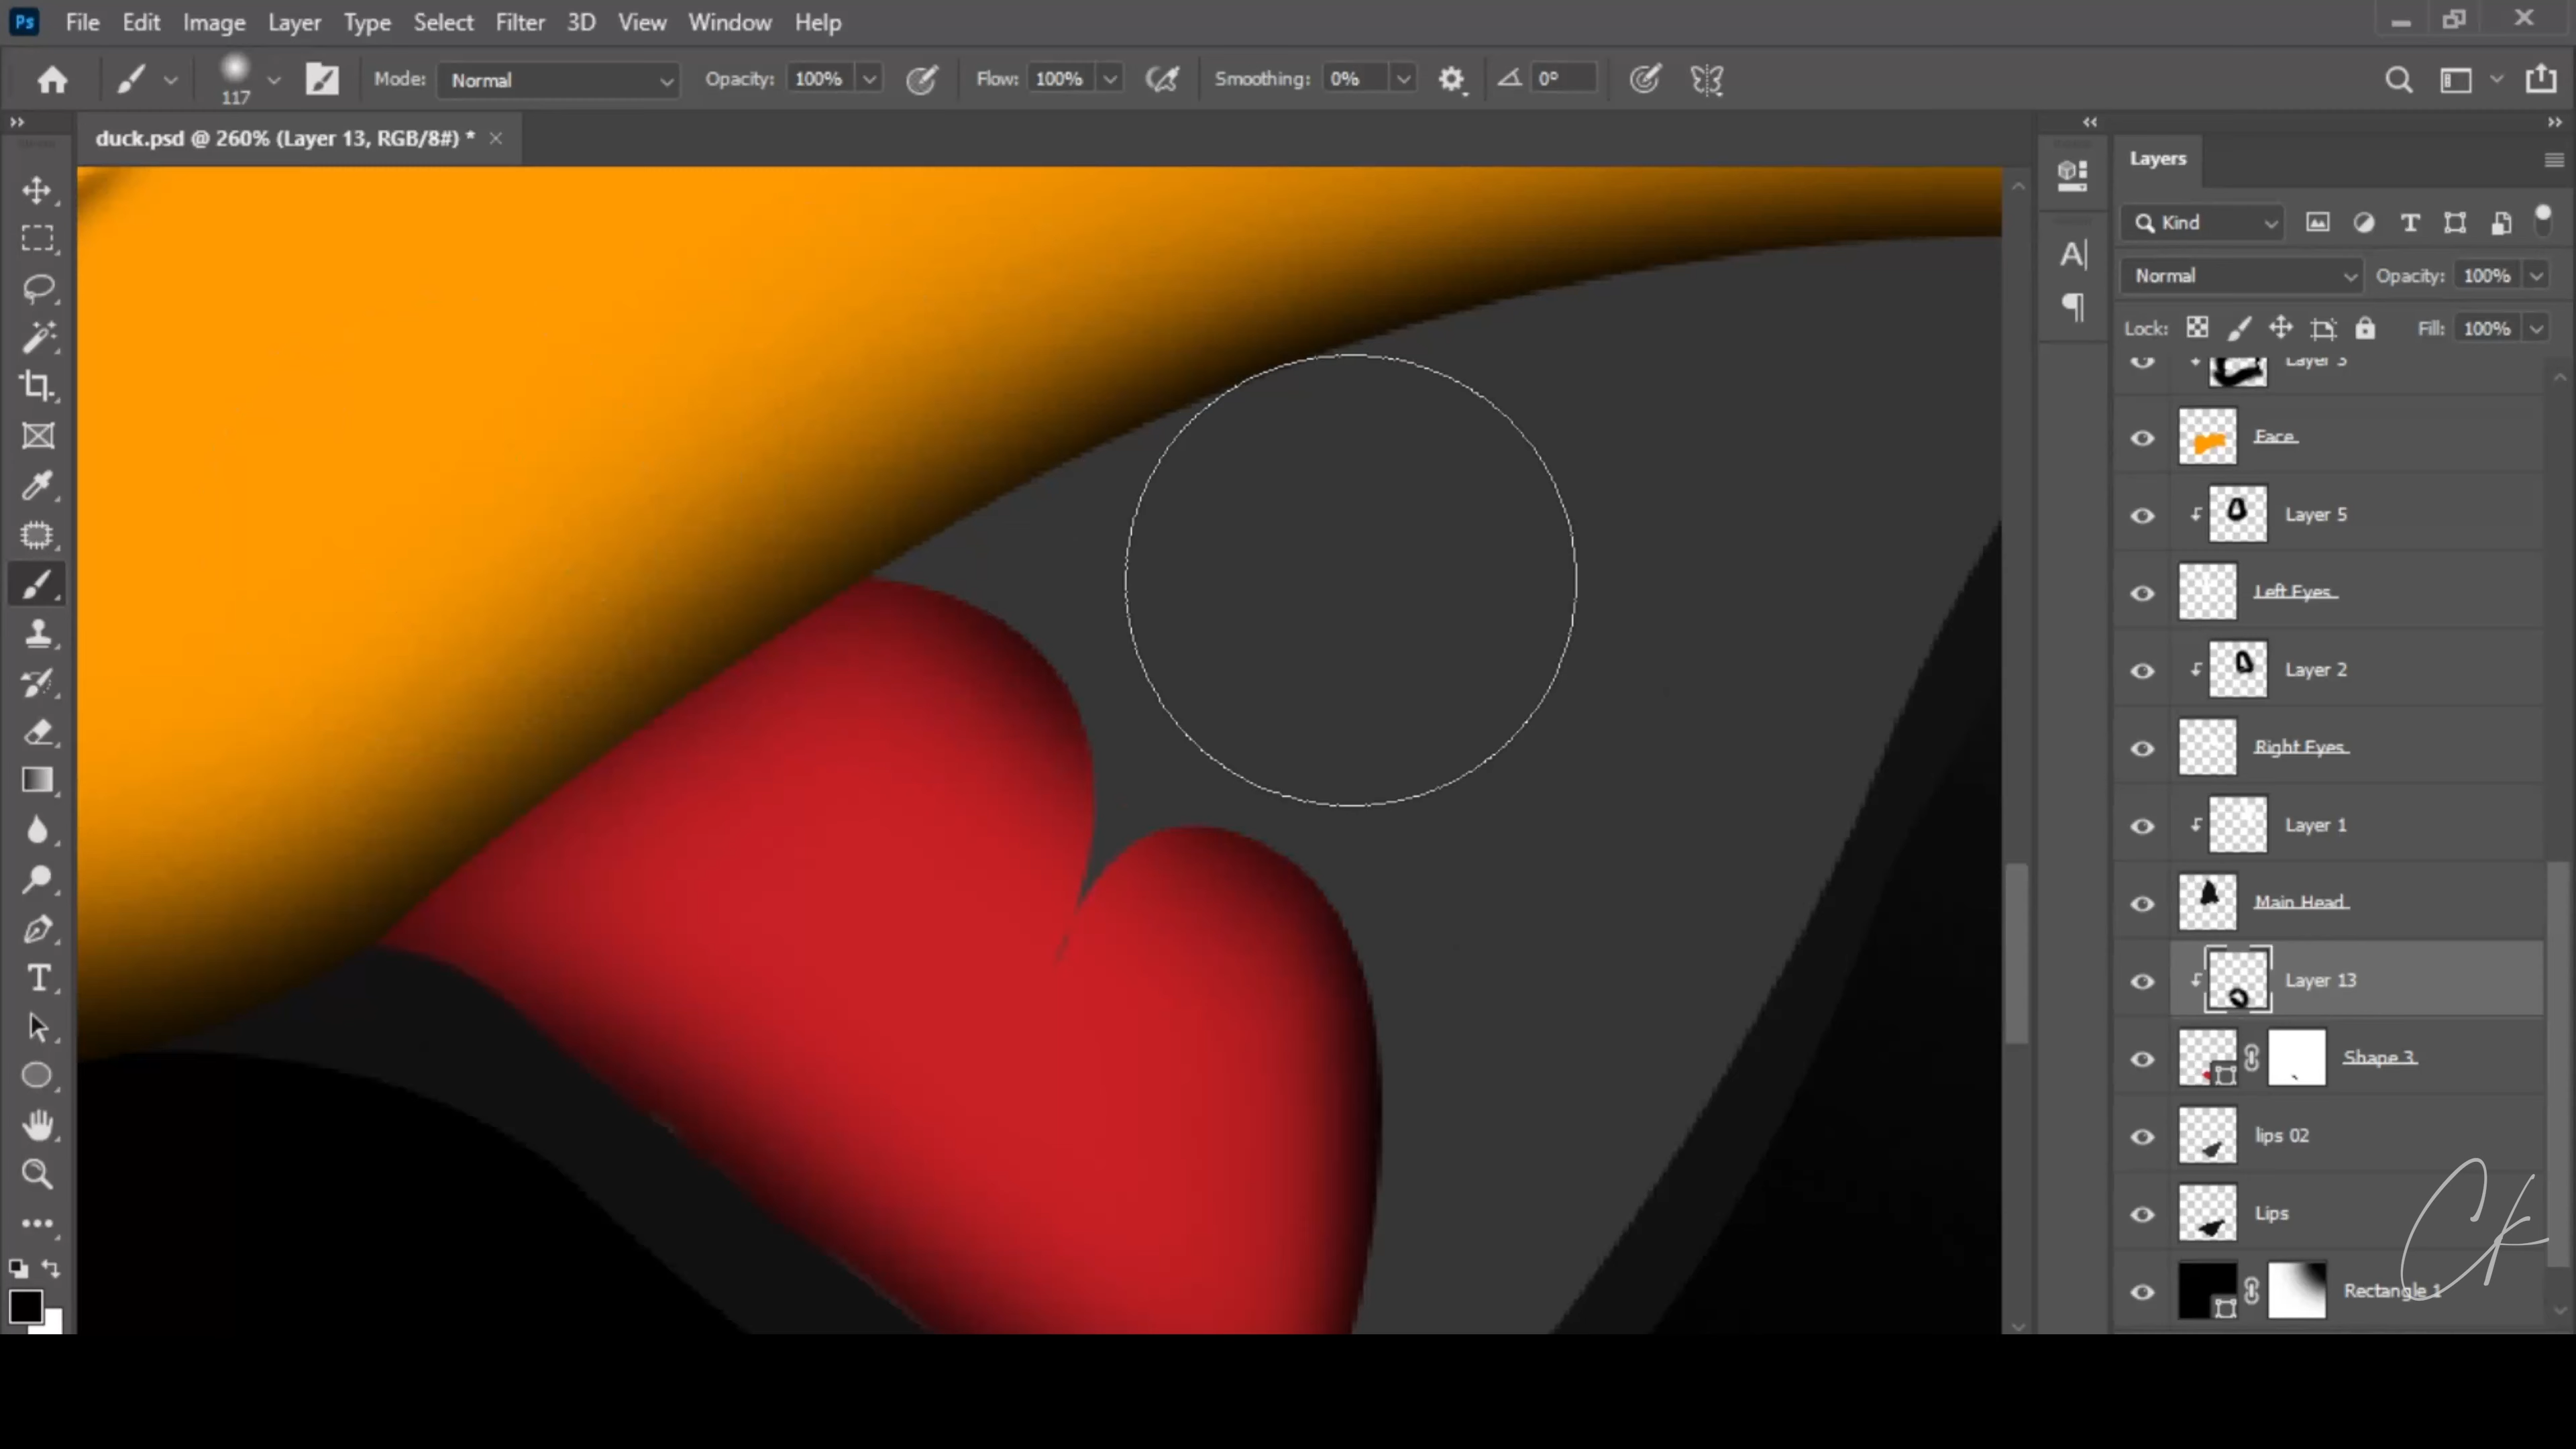 Ps File Edit Image Layer Type Select Filter 3D View Window Help
117 Mode: Normal Opacity: 100% Flow: 100% Smoothing: 0% 0°
duck.psd @ 260% (Layer 13, RGB/8#) *
Layers
Kind
Normal Opacity: 100%
Lock: Fill: 100%
Layer 3
Face
Layer 5
Left Eyes
Layer 2
Right Eyes
Layer 1
Main Head
Layer 13
Shape 3
lips 02
Lips
Rectangle 1
Ck